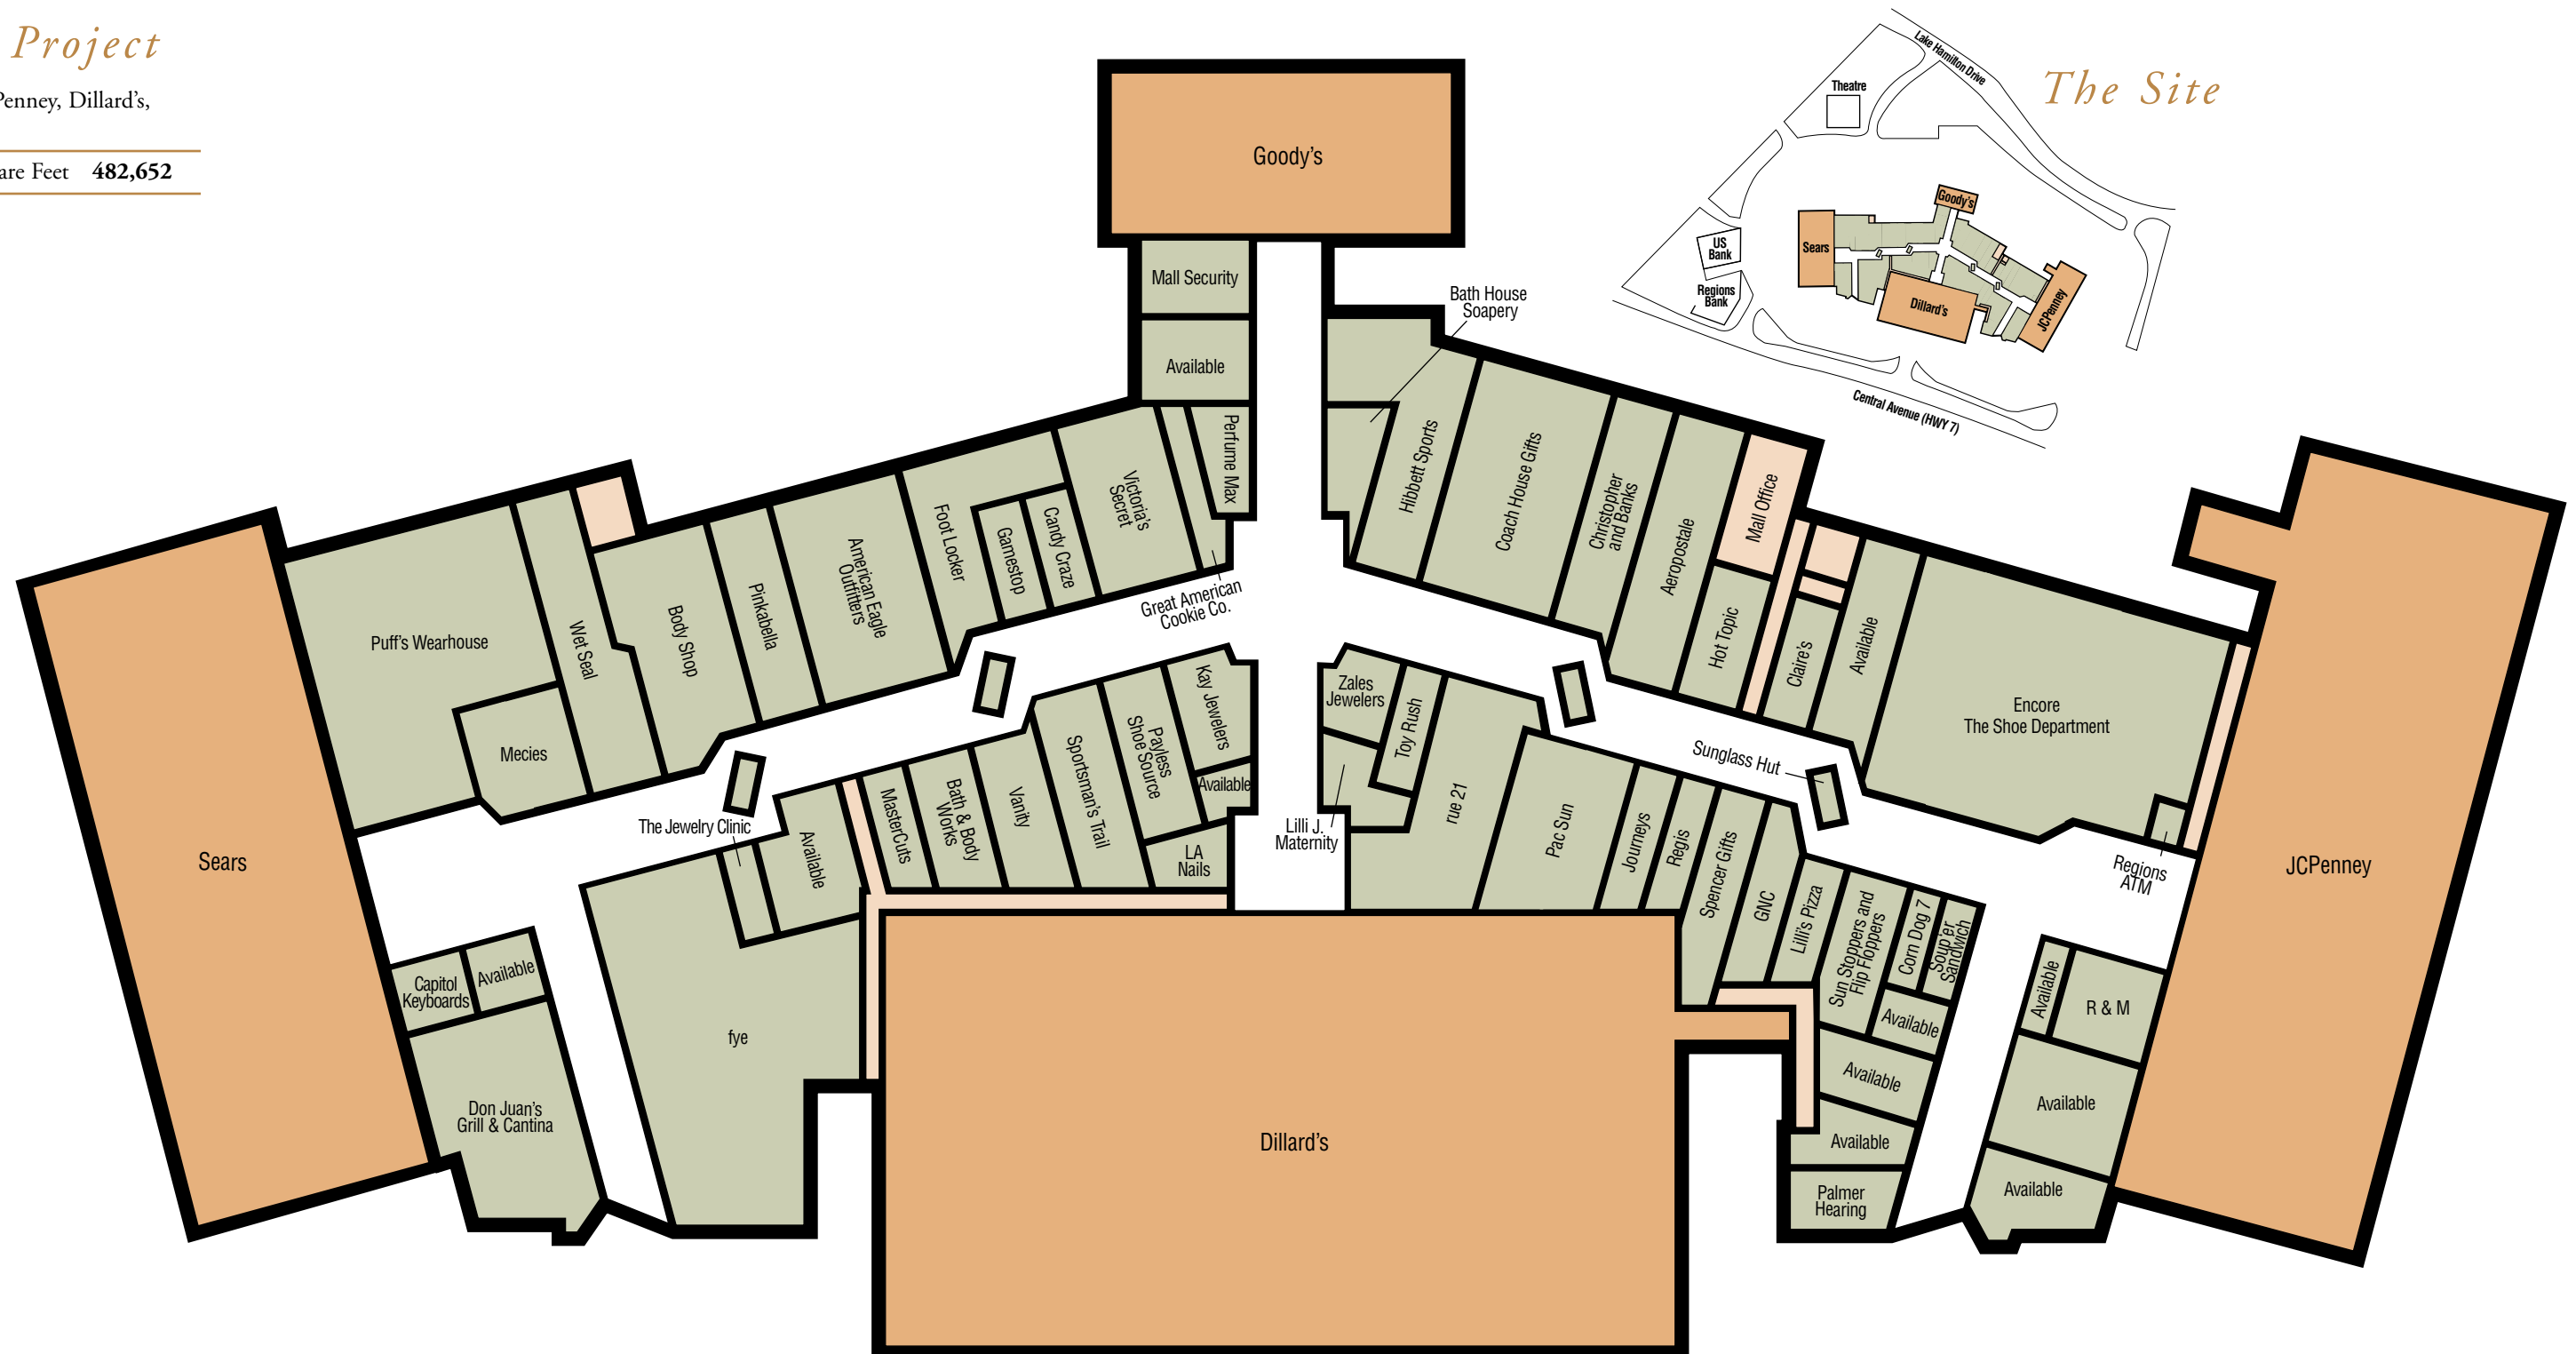 Project
Penney, Dillard's,
are Feet 482,652
The Site
Lake Hamilton Drive
Theatre
US
Bank
Regions
Bank
Sears
Goody's
Dillard's
JCPenney
Central Avenue (HWY 7)
Goody's
Mall Security
Available
Perfume Max
Great American
Cookie Co.
Victoria's
Secret
Candy Craze
Gamestop
Foot Locker
American Eagle
Outfitters
Pinkabella
Body Shop
Wet Seal
Puff's Wearhouse
Mecies
Sears
Capitol
Keyboards
Available
Don Juan's
Grill & Cantina
fye
The Jewelry Clinic
Available
MasterCuts
Bath & Body
Works
Vanity
Sportsman's Trail
Payless
Shoe Source
Kay Jewelers
Available
LA
Nails
Dillard's
Bath House
Soapery
Hibbett Sports
Coach House Gifts
Christopher
and Banks
Aeropostale
Mall Office
Hot Topic
Claire's
Available
Encore
The Shoe Department
Regions
ATM
JCPenney
Sunglass Hut
Zales
Jewelers
Toy Rush
Lilli J.
Maternity
rue 21
Pac Sun
Journeys
Regis
Spencer Gifts
GNC
Lilli's Pizza
Sun Stoppers and
Flip Floppers
Corn Dog 7
Soup'er
Sandwich
Available
Available
Available
Palmer
Hearing
Available
R & M
Available
Available